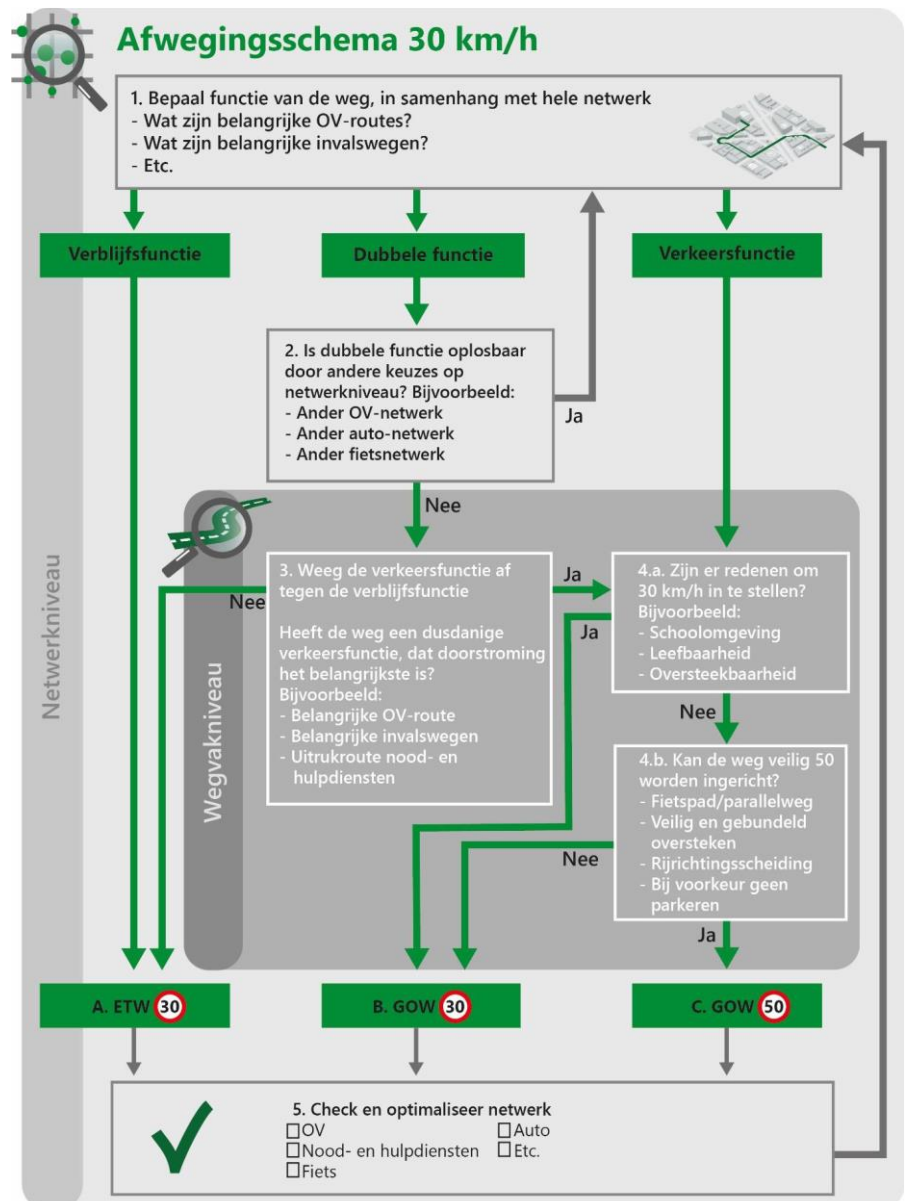 Afwegingsschema 30 km/h
1. Bepaal functie van de weg, in samenhang met hele netwerk
- Wat zijn belangrijke OV-routes?
- Wat zijn belangrijke invalswegen?
- Etc.
Verblijfsfunctie
Dubbele functie
Verkeersfunctie
2. Is dubbele functie oplosbaar
door andere keuzes op
netwerkniveau? Bijvoorbeeld:
- Ander OV-netwerk
- Ander auto-netwerk
- Ander fietsnetwerk
Ja
Nee
Netwerkniveau
Wegvakniveau
Nee
3. Weeg de verkeersfunctie af
tegen de verblijfsfunctie
Heeft de weg een dusdanige
verkeersfunctie, dat doorstroming
het belangrijkste is?
Bijvoorbeeld:
- Belangrijke OV-route
- Belangrijke invalswegen
- Uitrukroute nood- en
hulpdiensten
Ja
Ja
4.a. Zijn er redenen om
30 km/h in te stellen?
Bijvoorbeeld:
- Schoolomgeving
- Leefbaarheid
- Oversteekbaarheid
Nee
4.b. Kan de weg veilig 50
worden ingericht?
- Fietspad/parallelweg
- Veilig en gebundeld
oversteken
- Rijrichtingsscheiding
- Bij voorkeur geen
parkeren
Nee
Ja
A. ETW 30
B. GOW 30
C. GOW 50
5. Check en optimaliseer netwerk
☐ OV
☐ Auto
☐ Nood- en hulpdiensten
☐ Etc.
☐ Fiets